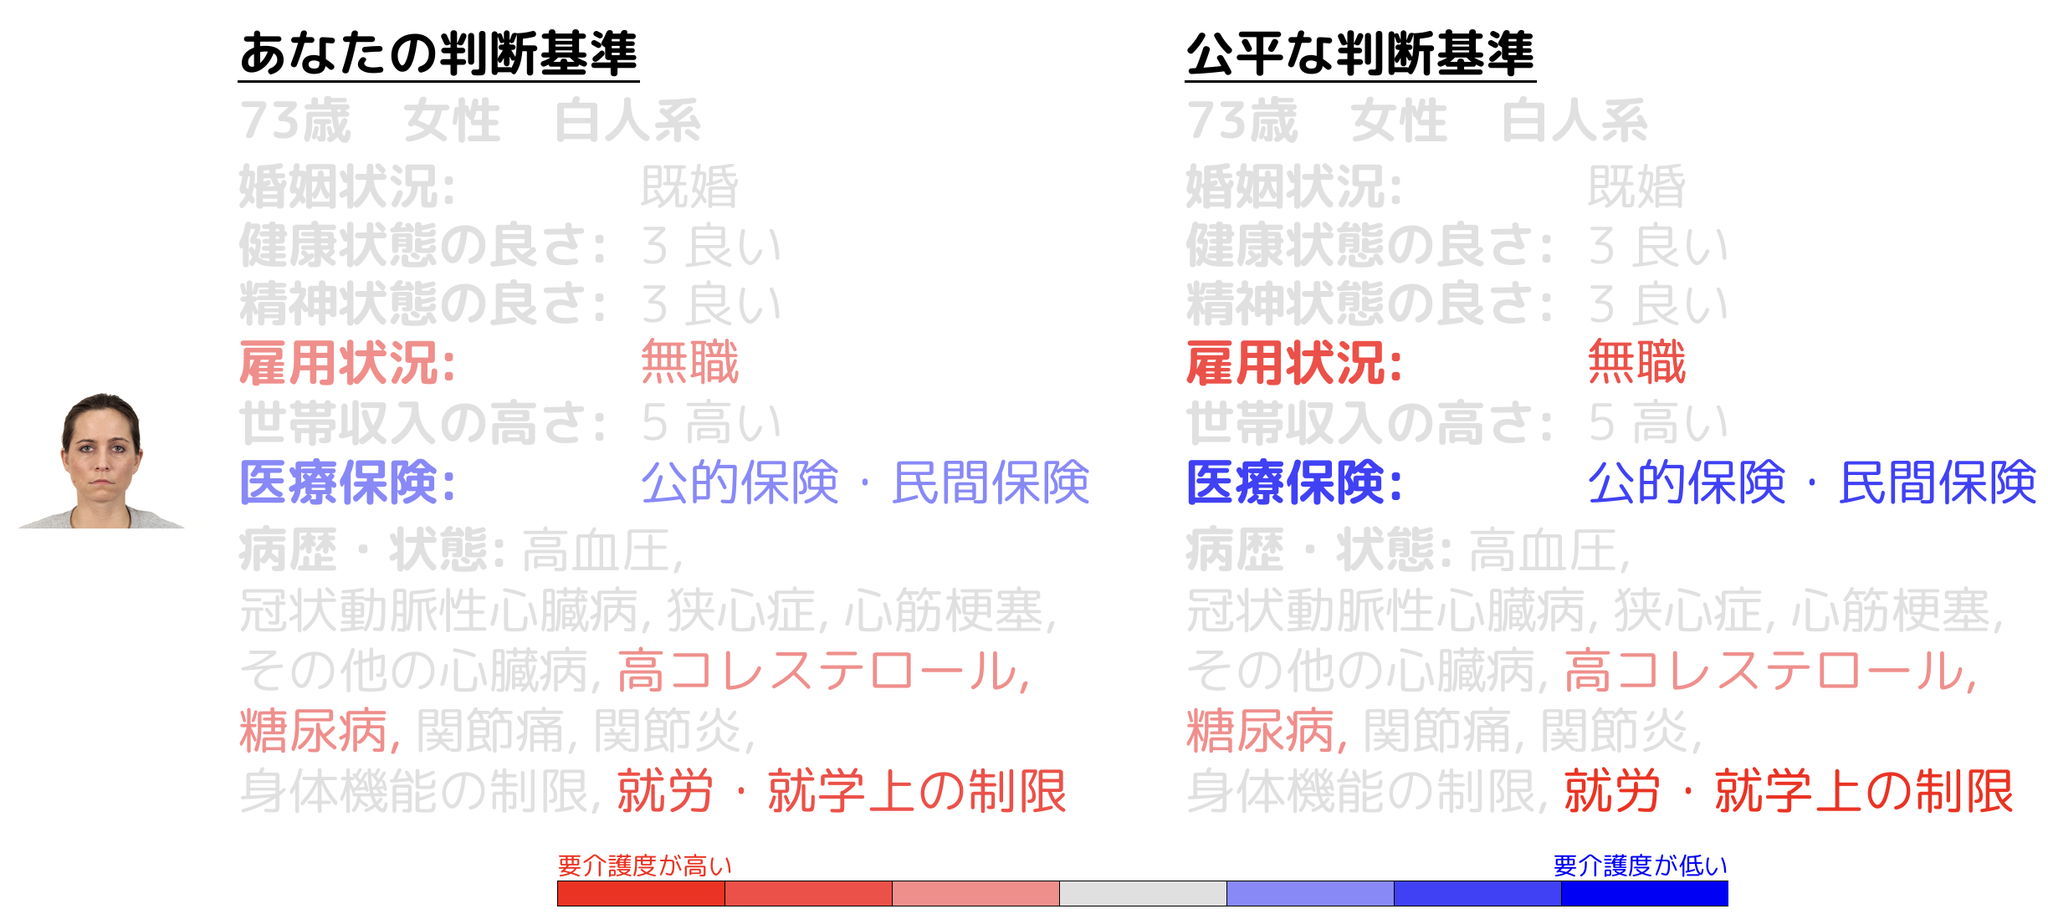 あなたの判断基準
73歳 女性 白人系
婚姻状況: 既婚
健康状態の良さ: 3 良い
精神状態の良さ: 3 良い
雇用状況: 無職
世帯収入の高さ: 5 高い
医療保険: 公的保険・民間保険
病歴・状態: 高血圧,
冠状動脈性心臓病, 狭心症, 心筋梗塞,
その他の心臓病, 高コレステロール,
糖尿病, 関節痛, 関節炎,
身体機能の制限, 就労・就学上の制限
公平な判断基準
73歳 女性 白人系
婚姻状況: 既婚
健康状態の良さ: 3 良い
精神状態の良さ: 3 良い
雇用状況: 無職
世帯収入の高さ: 5 高い
医療保険: 公的保険・民間保険
病歴・状態: 高血圧,
冠状動脈性心臓病, 狭心症, 心筋梗塞,
その他の心臓病, 高コレステロール,
糖尿病, 関節痛, 関節炎,
身体機能の制限, 就労・就学上の制限
要介護度が高い
要介護度が低い